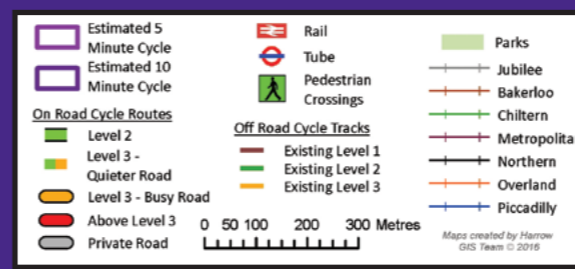 Estimated 5
Minute Cycle
Estimated 10
Minute Cycle
On Road Cycle Routes
Level 2
Level 3 -
Quieter Road
Level 3 - Busy Road
Above Level 3
Private Road
Rail
Tube
Pedestrian
Crossings
Off Road Cycle Tracks
Existing Level 1
Existing Level 2
Existing Level 3
0 50 100 200 300 Metres
Parks
Jubilee
Bakerloo
Chiltern
Metropolita
Northern
Overland
Piccadilly
Maps created by Harrow
GIS Team © 2016